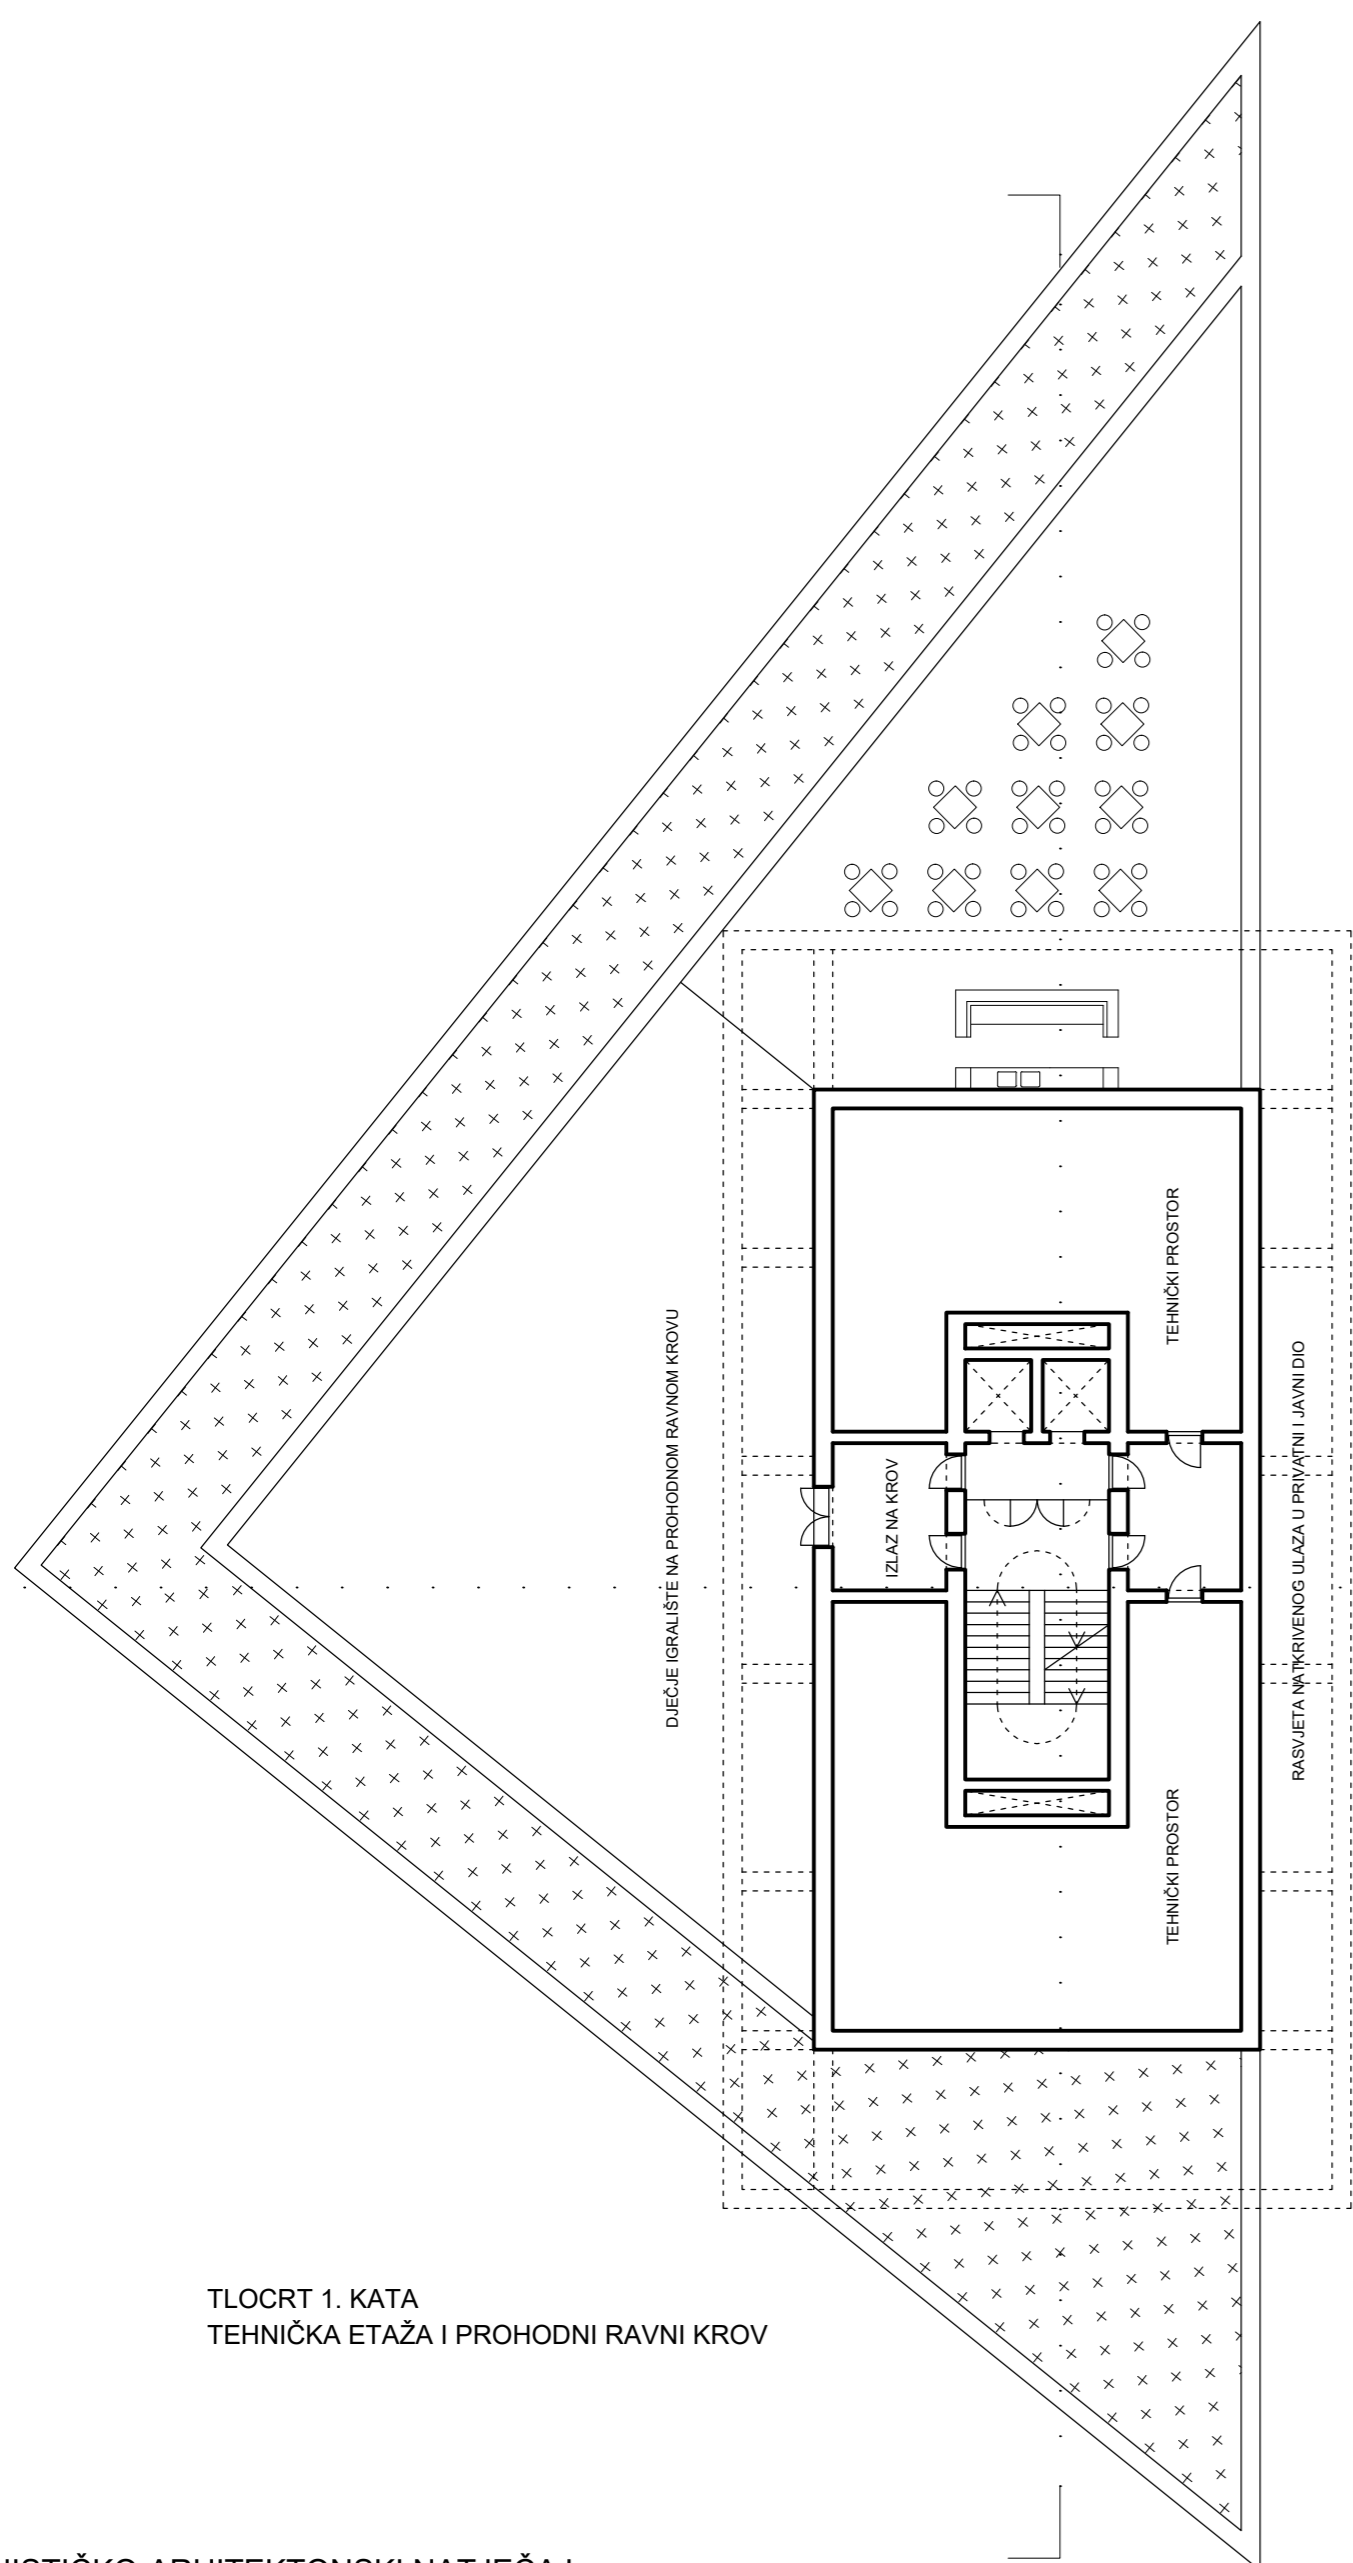 TEHNIČKI PROSTOR
DJEČJE IGRALIŠTE NA PROHODNOM RAVNOM KROVU
IZLAZ NA KROV
RASVJETA NATKRIVENOG ULAZA U PRIVATNI I JAVNI DIO
TEHNIČKI PROSTOR
TLOCRT 1. KATA
TEHNIČKA ETAŽA I PROHODNI RAVNI KROV